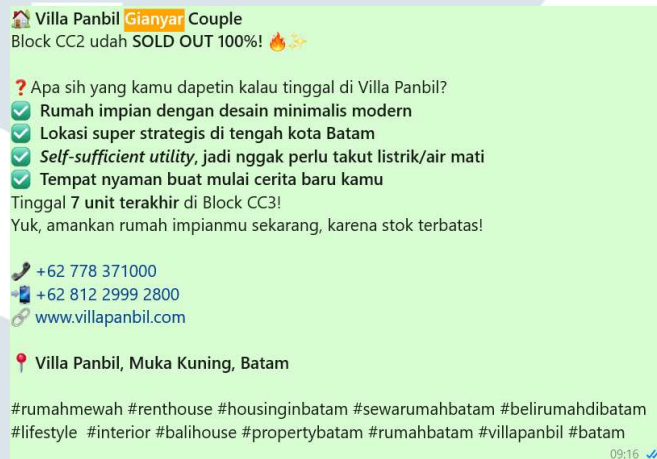 🏠 Villa Panbil Gianyar Couple
Block CC2 udah SOLD OUT 100%! 🔥✨
❓Apa sih yang kamu dapetin kalau tinggal di Villa Panbil?
✅ Rumah impian dengan desain minimalis modern
✅ Lokasi super strategis di tengah kota Batam
✅ Self-sufficient utility, jadi nggak perlu takut listrik/air mati
✅ Tempat nyaman buat mulai cerita baru kamu
Tinggal 7 unit terakhir di Block CC3!
Yuk, amankan rumah impianmu sekarang, karena stok terbatas!
📞 +62 778 371000
📲 +62 812 2999 2800
🔗 www.villapanbil.com
📍 Villa Panbil, Muka Kuning, Batam
#rumahmewah #renthouse #housinginbatam #sewarumahbatam #belirumahdibatam
#lifestyle #interior #balihouse #propertybatam #rumahbatam #villapanbil #batam
09:16